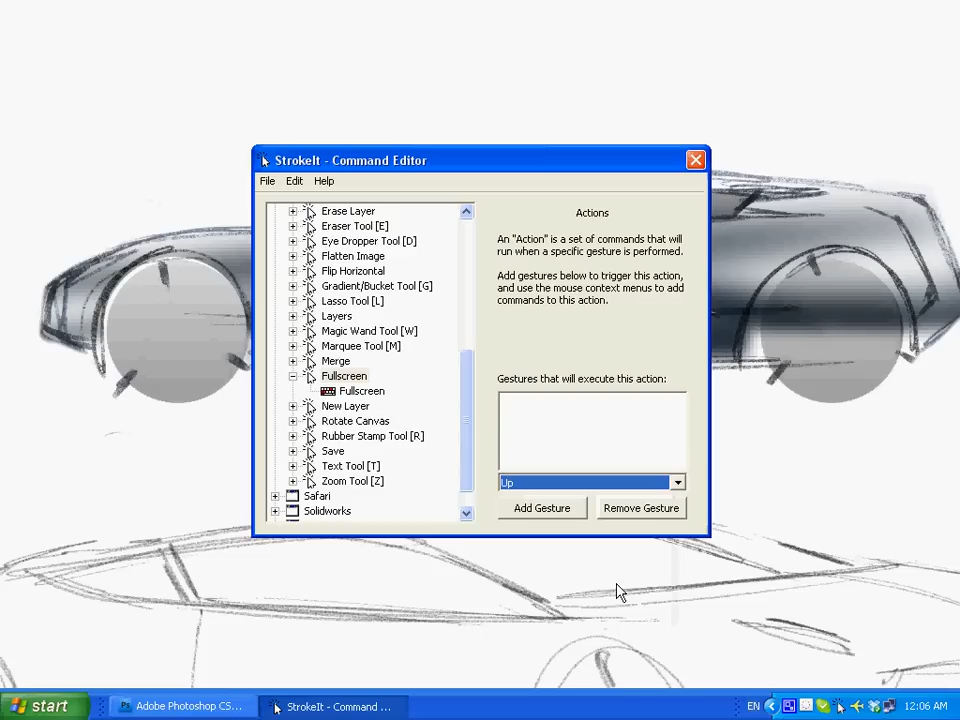 StrokeIt - Command Editor
File Edit Help
Erase Layer
Eraser Tool [E]
Eye Dropper Tool [D]
Flatten Image
Flip Horizontal
Gradient/Bucket Tool [G]
Lasso Tool [L]
Layers
Magic Wand Tool [W]
Marquee Tool [M]
Merge
Fullscreen
Fullscreen
New Layer
Rotate Canvas
Rubber Stamp Tool [R]
Save
Text Tool [T]
Zoom Tool [Z]
Safari
Solidworks
Actions
An "Action" is a set of commands that will
run when a specific gesture is performed.
Add gestures below to trigger this action,
and use the mouse context menus to add
commands to this action.
Gestures that will execute this action:
Up
Add Gesture Remove Gesture
start Ps Adobe Photoshop CS... StrokeIt - Command ... EN 12:06 AM